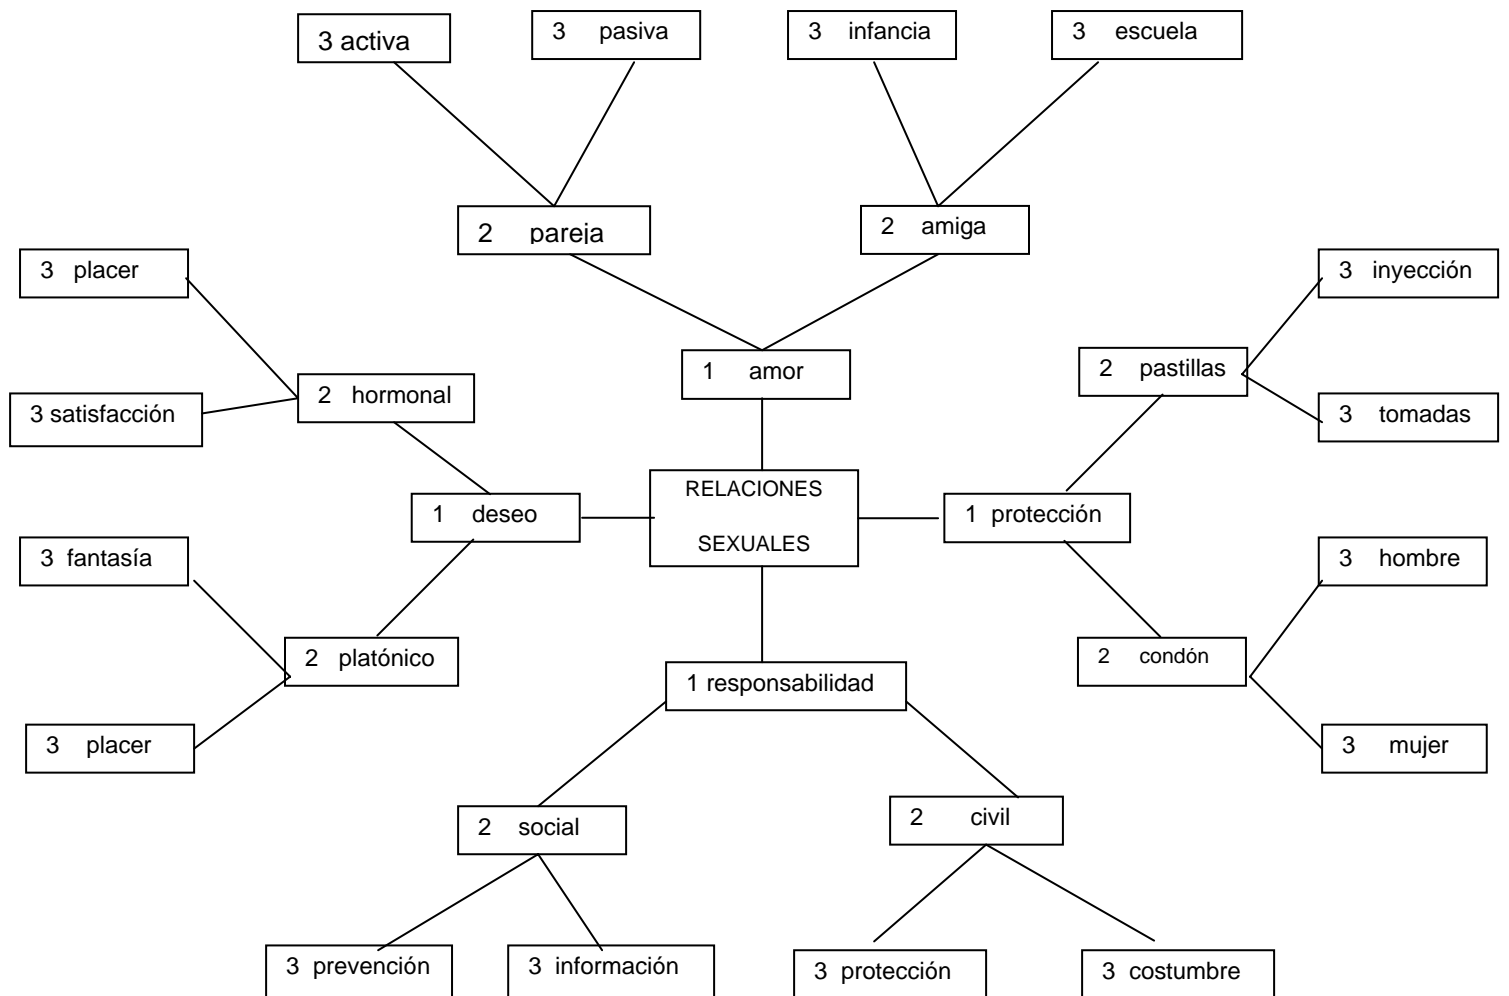 3 activa
3 pasiva
3 infancia
3 escuela
2 pareja
2 amiga
3 placer
3 inyección
1 amor
2 pastillas
2 hormonal
3 satisfacción
3 tomadas
RELACIONES
SEXUALES
1 deseo
1 protección
3 fantasía
3 hombre
2 platónico
2 condón
1 responsabilidad
3 placer
3 mujer
2 social
2 civil
3 prevención
3 información
3 protección
3 costumbre